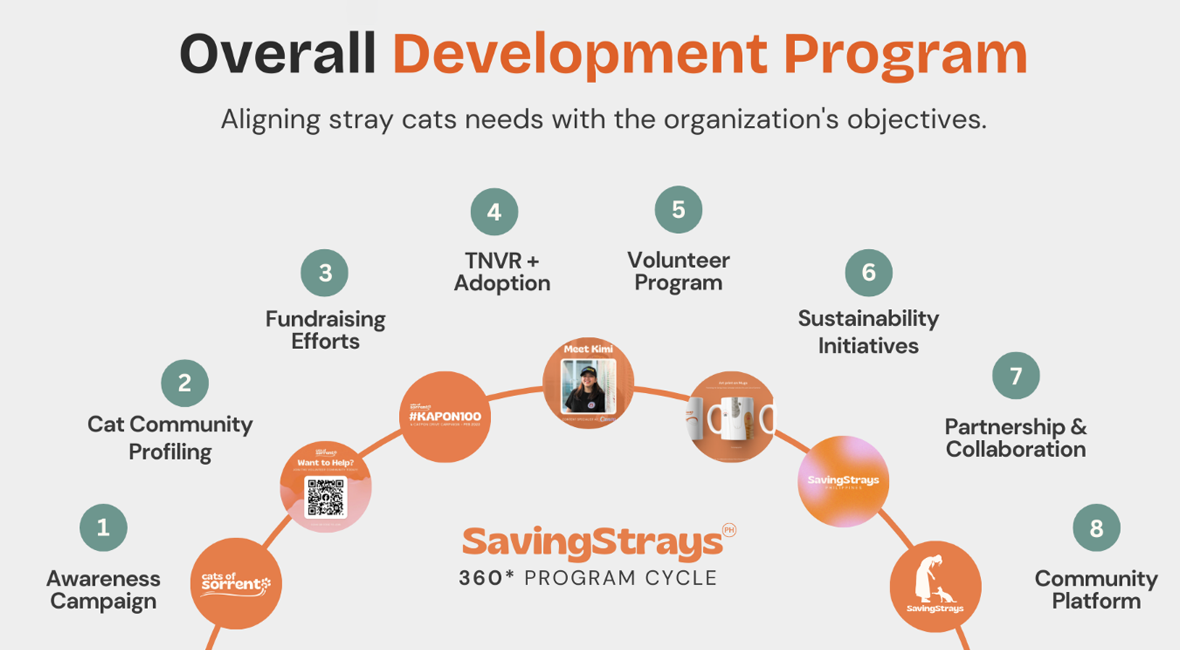 Overall Development Program
Aligning stray cats needs with the organization's objectives.
1
Awareness
Campaign
2
Cat Community
Profiling
3
Fundraising
Efforts
4
TNVR +
Adoption
5
Volunteer
Program
6
Sustainability
Initiatives
7
Partnership &
Collaboration
8
Community
Platform
cats of
sorrento
Want to Help?
#KAPON100
Meet Kimi
SavingStrays
PHILIPPINES
SavingStrays
SavingStrays PH
360* PROGRAM CYCLE